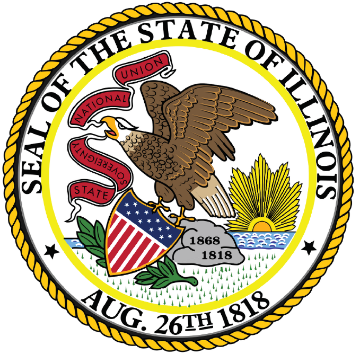 SEAL OF THE STATE OF ILLINOIS
STATE
SOVEREIGNTY
NATIONAL
UNION
1868
1818
AUG. 26TH 1818